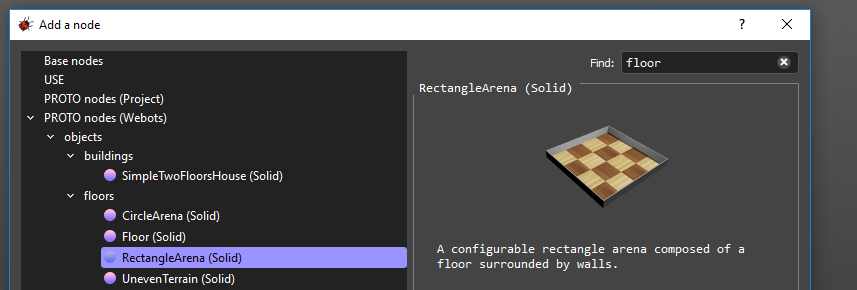 Add a node
?
Find: floor
Base nodes
USE
PROTO nodes (Project)
PROTO nodes (Webots)
objects
buildings
SimpleTwoFloorsHouse (Solid)
floors
CircleArena (Solid)
Floor (Solid)
RectangleArena (Solid)
UnevenTerrain (Solid)
RectangleArena (Solid)
A configurable rectangle arena composed of a
floor surrounded by walls.